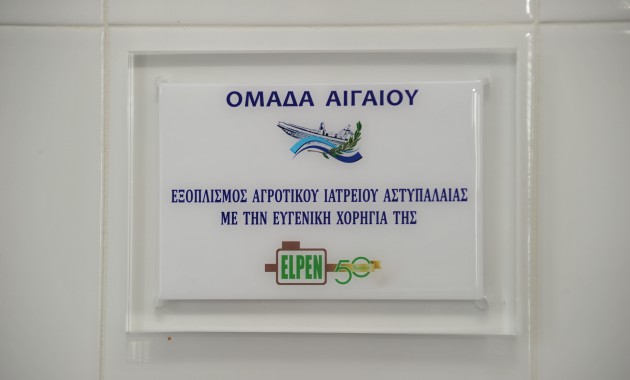 ΟΜΑΔΑ ΑΙΓΑΙΟΥ
ΕΞΟΠΛΙΣΜΟΣ ΑΓΡΟΤΙΚΟΥ ΙΑΤΡΕΙΟΥ ΑΣΤΥΠΑΛΑΙΑΣ
ΜΕ ΤΗΝ ΕΥΓΕΝΙΚΗ ΧΟΡΗΓΙΑ ΤΗΣ
ELPEN 50